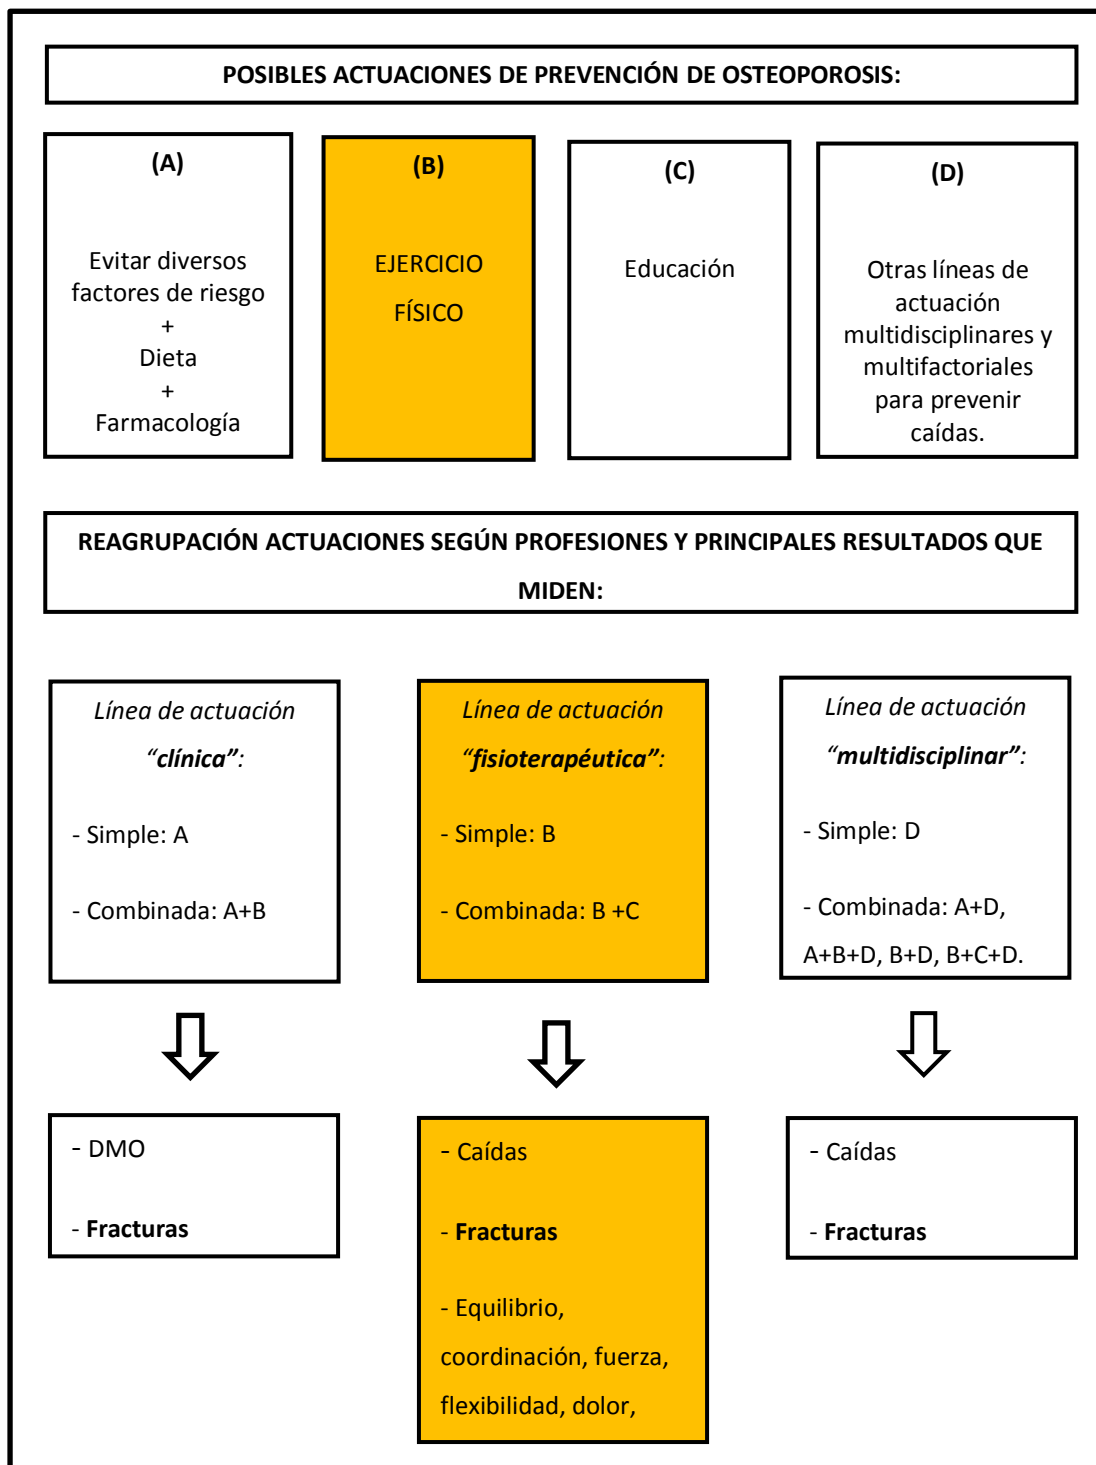 POSIBLES ACTUACIONES DE PREVENCIÓN DE OSTEOPOROSIS:
(A)
Evitar diversos
factores de riesgo
+
Dieta
+
Farmacología
(B)
EJERCICIO
FÍSICO
(C)
Educación
(D)
Otras líneas de
actuación
multidisciplinares y
multifactoriales
para prevenir
caídas.
REAGRUPACIÓN ACTUACIONES SEGÚN PROFESIONES Y PRINCIPALES RESULTADOS QUE
MIDEN:
Línea de actuación
“clínica”:
- Simple: A
- Combinada: A+B
Línea de actuación
“fisioterapéutica”:
- Simple: B
- Combinada: B +C
Línea de actuación
“multidisciplinar”:
- Simple: D
- Combinada: A+D,
A+B+D, B+D, B+C+D.
- DMO
- Fracturas
- Caídas
- Fracturas
- Equilibrio,
coordinación, fuerza,
flexibilidad, dolor,
- Caídas
- Fracturas